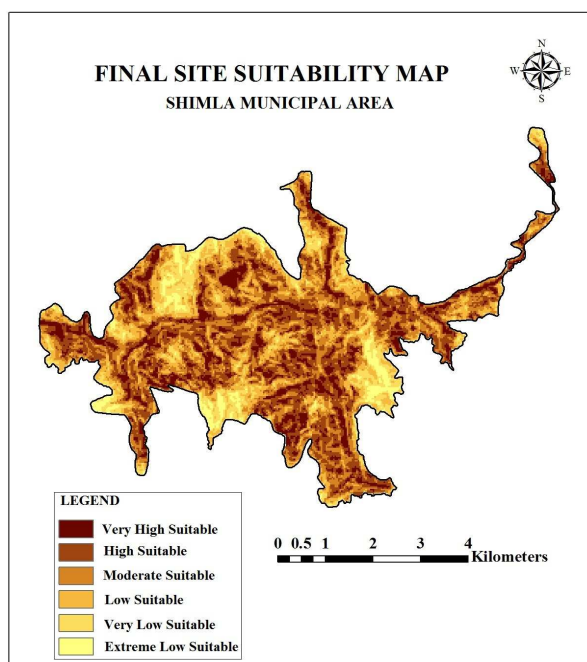 FINAL SITE SUITABILITY MAP
SHIMLA MUNICIPAL AREA
N
W E
S
LEGEND
Very High Suitable
High Suitable
Moderate Suitable
Low Suitable
Very Low Suitable
Extreme Low Suitable
0 0.5 1 2 3 4
Kilometers